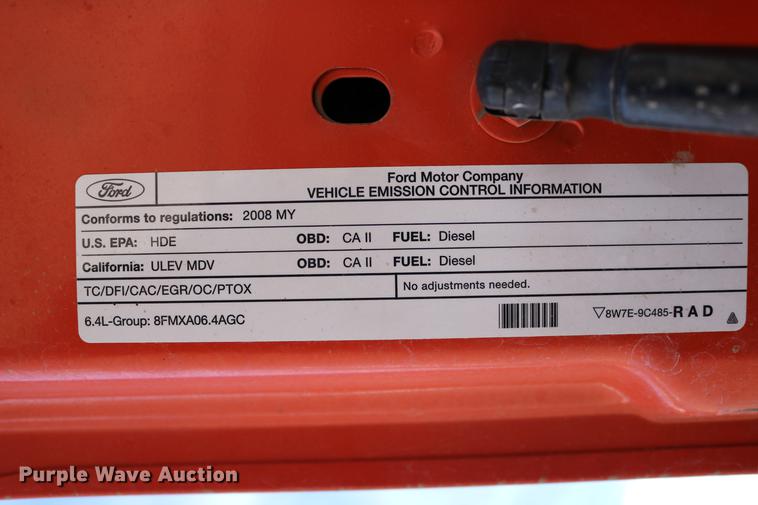 Ford
Ford Motor Company
VEHICLE EMISSION CONTROL INFORMATION
Conforms to regulations: 2008 MY
U.S. EPA: HDE OBD: CA II FUEL: Diesel
California: ULEV MDV OBD: CA II FUEL: Diesel
TC/DFI/CAC/EGR/OC/PTOX No adjustments needed.
6.4L-Group: 8FMXA06.4AGC ▽8W7E-9C485-RAD
Purple Wave Auction